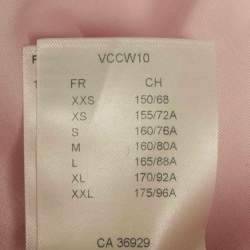 VCCW10
FR CH
XXS 150/68
XS 155/72A
S 160/76A
M 160/80A
L 165/88A
XL 170/92A
XXL 175/96A
CA 36929